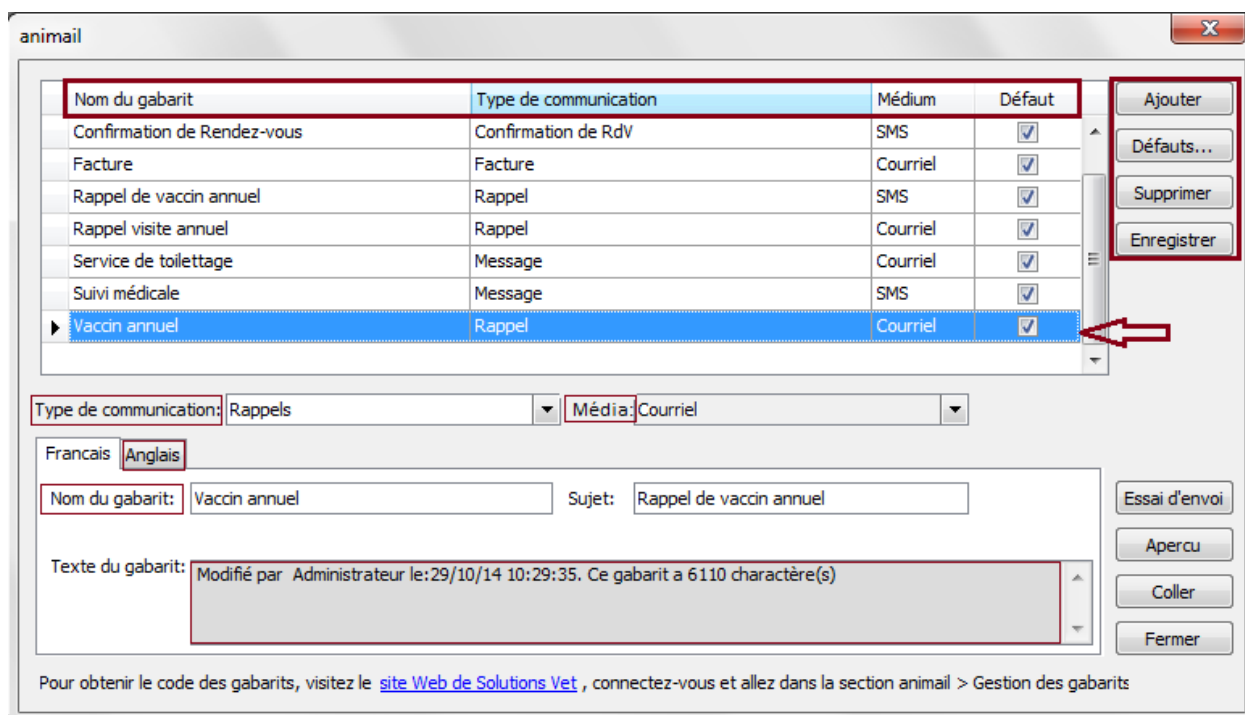 animail
x
Nom du gabarit Type de communication Médium Défaut Ajouter
Confirmation de Rendez-vous Confirmation de RdV SMS Défauts...
Facture Facture Courriel
Rappel de vaccin annuel Rappel SMS Supprimer
Rappel visite annuel Rappel Courriel Enregistrer
Service de toilettage Message Courriel
Suivi médicale Message SMS
Vaccin annuel Rappel Courriel
Type de communication: Rappels Média: Courriel
Francais Anglais
Nom du gabarit: Vaccin annuel Sujet: Rappel de vaccin annuel Essai d'envoi
Apercu
Texte du gabarit: Modifié par Administrateur le:29/10/14 10:29:35. Ce gabarit a 6110 charactère(s)
Coller
Fermer
Pour obtenir le code des gabarits, visitez le site Web de Solutions Vet , connectez-vous et allez dans la section animail > Gestion des gabarits